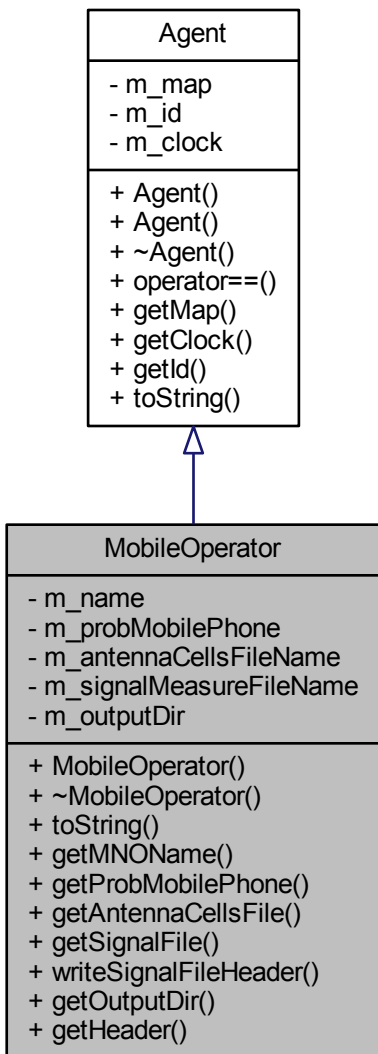 Agent
- m_map
- m_id
- m_clock
+ Agent()
+ Agent()
+ ~Agent()
+ operator==()
+ getMap()
+ getClock()
+ getId()
+ toString()
MobileOperator
- m_name
- m_probMobilePhone
- m_antennaCellsFileName
- m_signalMeasureFileName
- m_outputDir
+ MobileOperator()
+ ~MobileOperator()
+ toString()
+ getMNOName()
+ getProbMobilePhone()
+ getAntennaCellsFile()
+ getSignalFile()
+ writeSignalFileHeader()
+ getOutputDir()
+ getHeader()